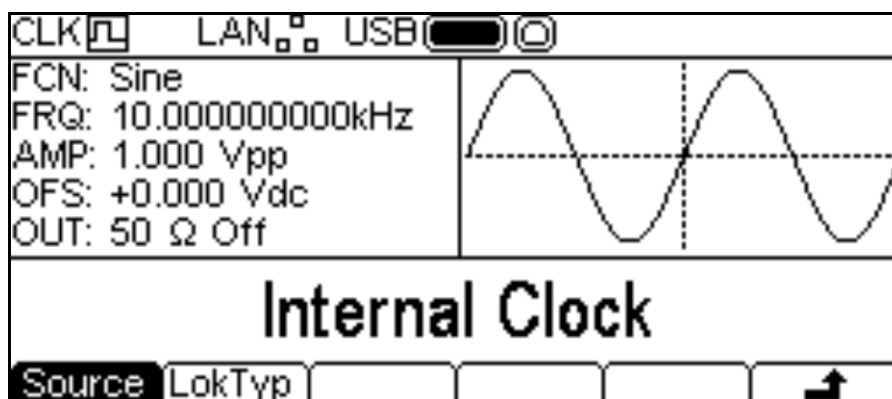 CLK LAN USB
FCN: Sine
FRQ: 10.000000000kHz
AMP: 1.000 Vpp
OFS: +0.000 Vdc
OUT: 50 Ω Off
Internal Clock
Source LokTyp